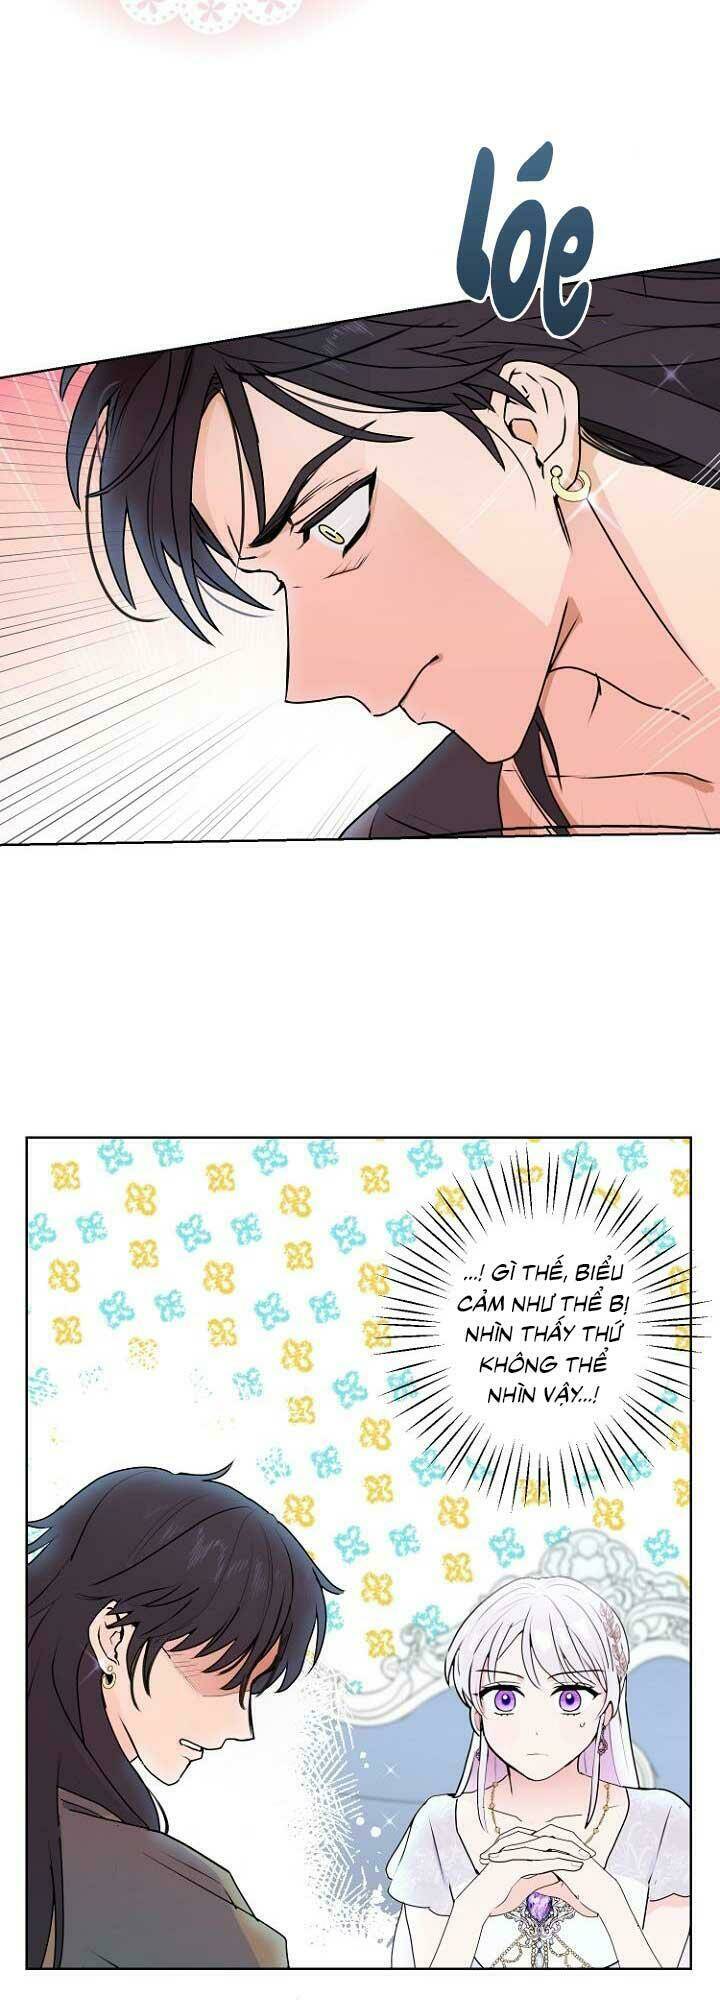 lóe
...! GÌ THẾ, BIỂU
CẢM NHƯ THỂ BỊ
NHÌN THẤY THỨ
KHÔNG THỂ
NHÌN VẬY...!